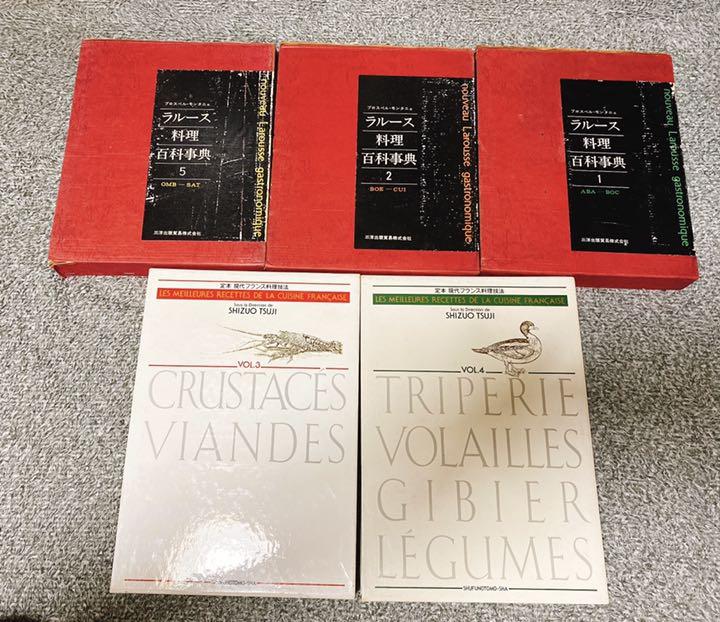 プロスペル・モンタニェ
ラルース
料理
百科事典
5
OMB—SAT
三洋出版貿易株式会社
nouveau Larousse gastronomique
プロスペル・モンタニェ
ラルース
料理
百科事典
2
BOE—CUI
三洋出版貿易株式会社
nouveau Larousse gastronomique
プロスペル・モンタニェ
ラルース
料理
百科事典
1
ABA—BOC
三洋出版貿易株式会社
nouveau Larousse gastronomique
定本 現代フランス料理技法
LES MEILLEURES RECETTES DE LA CUISINE FRANÇAISE
Sous la Direction de
SHIZUO TSUJI
VOL.3
CRUSTACÉS
VIANDES
SHUFUNOTOMO-SHA
定本 現代フランス料理技法
LES MEILLEURES RECETTES DE LA CUISINE FRANÇAISE
Sous la Direction de
SHIZUO TSUJI
VOL.4
TRIPERIE
VOLAILLES
GIBIER
LÉGUMES
SHUFUNOTOMO-SHA